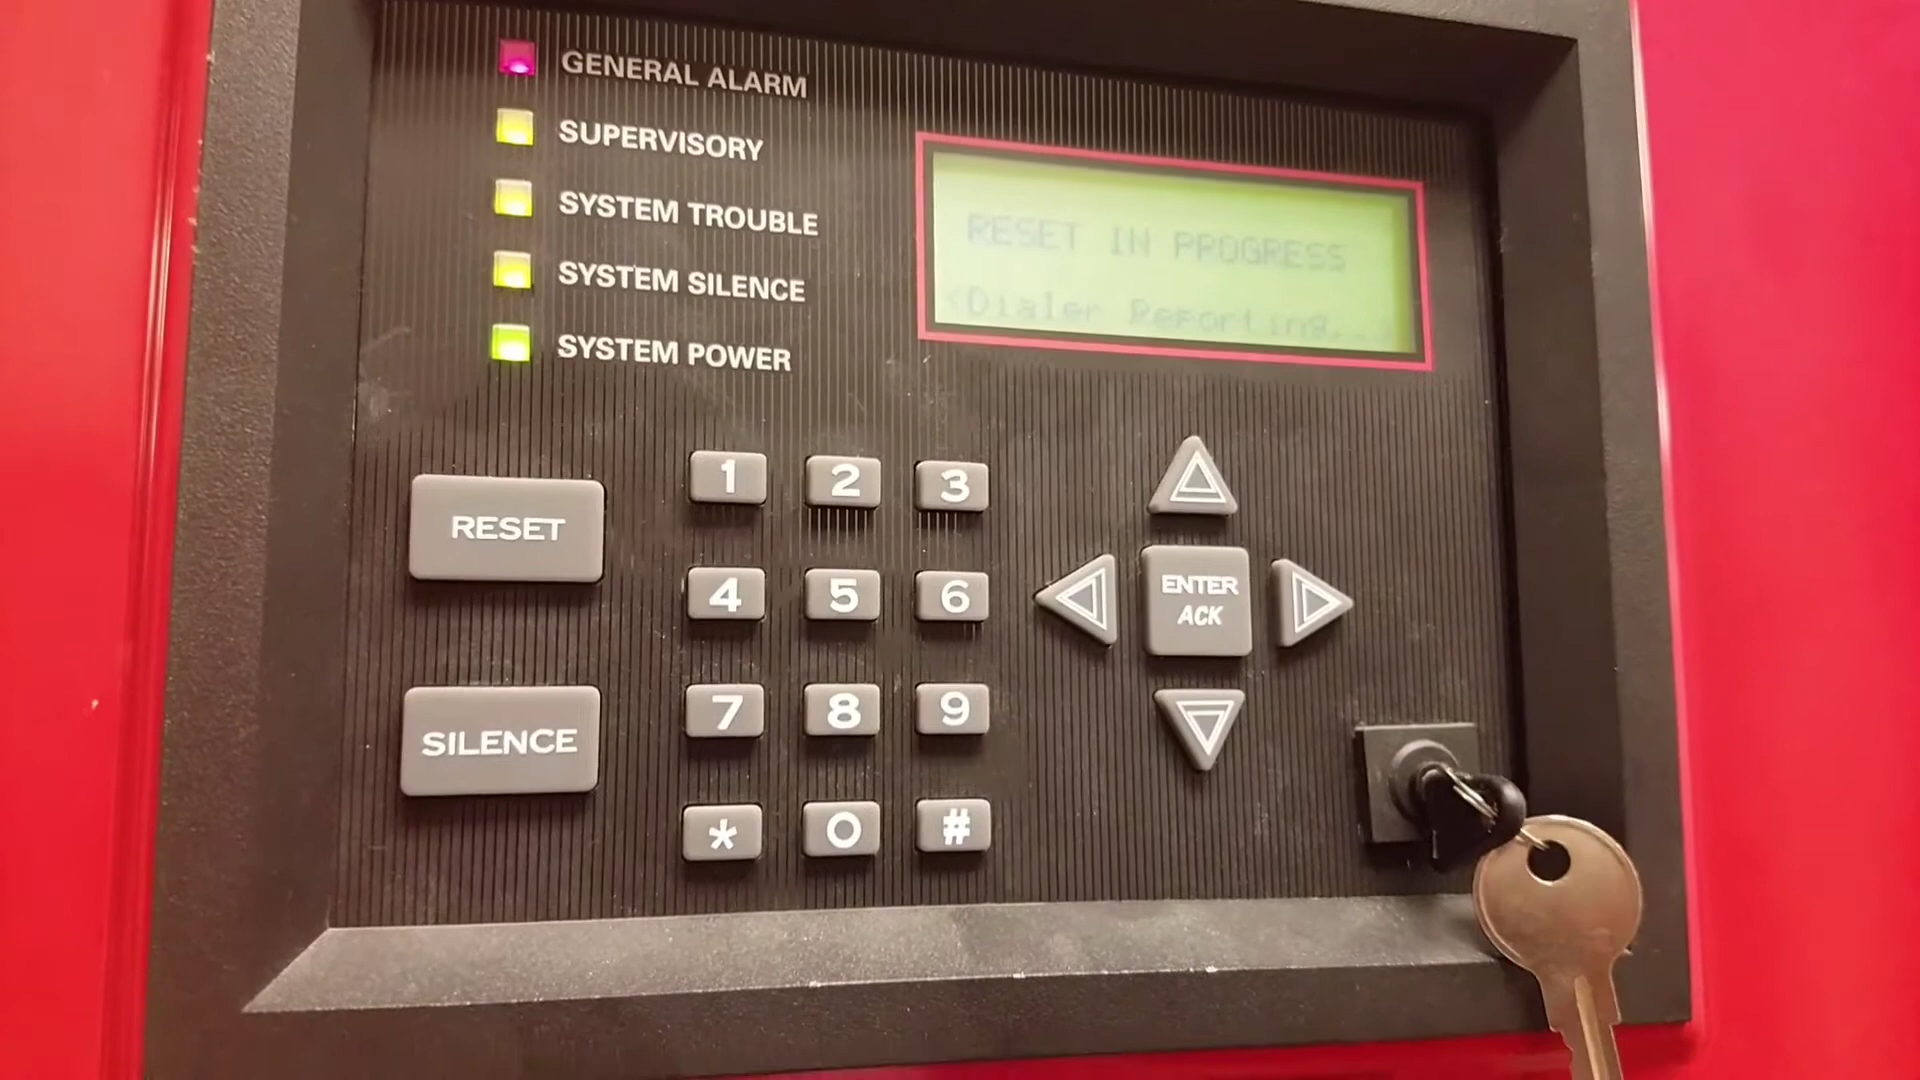 GENERAL ALARM
SUPERVISORY
SYSTEM TROUBLE
SYSTEM SILENCE
SYSTEM POWER
RESET IN PROGRESS
<Dialer Reporting...
RESET
SILENCE
1 2 3
4 5 6
7 8 9
* 0 #
ENTER
ACK